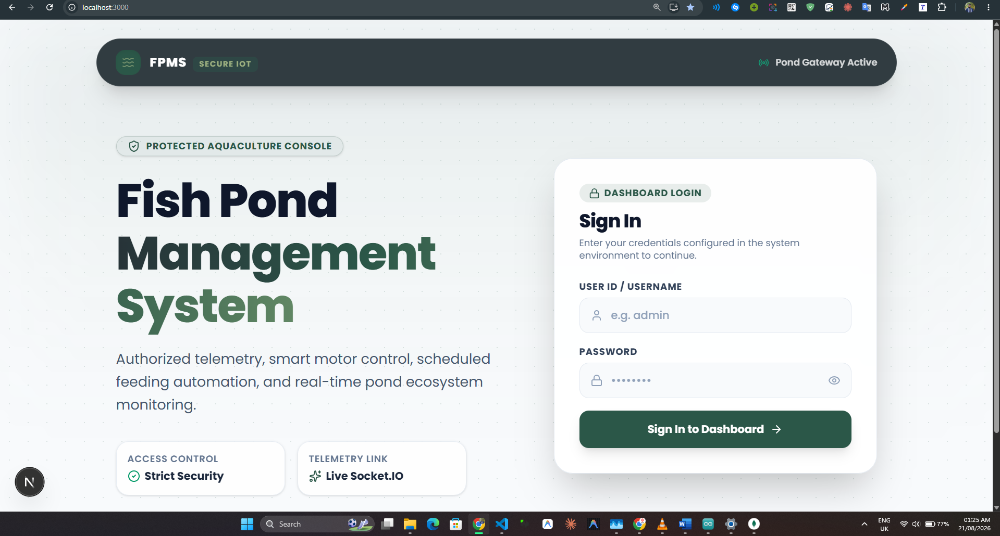 localhost:3000
FPMS
SECURE IOT
Pond Gateway Active
PROTECTED AQUACULTURE CONSOLE
Fish Pond
Management
System
Authorized telemetry, smart motor control, scheduled
feeding automation, and real-time pond ecosystem
monitoring.
ACCESS CONTROL
Strict Security
TELEMETRY LINK
Live Socket.IO
DASHBOARD LOGIN
Sign In
Enter your credentials configured in the system
environment to continue.
USER ID / USERNAME
e.g. admin
PASSWORD
••••••••
Sign In to Dashboard
N
Search
ENG
UK
77%
01:25 AM
21/08/2026